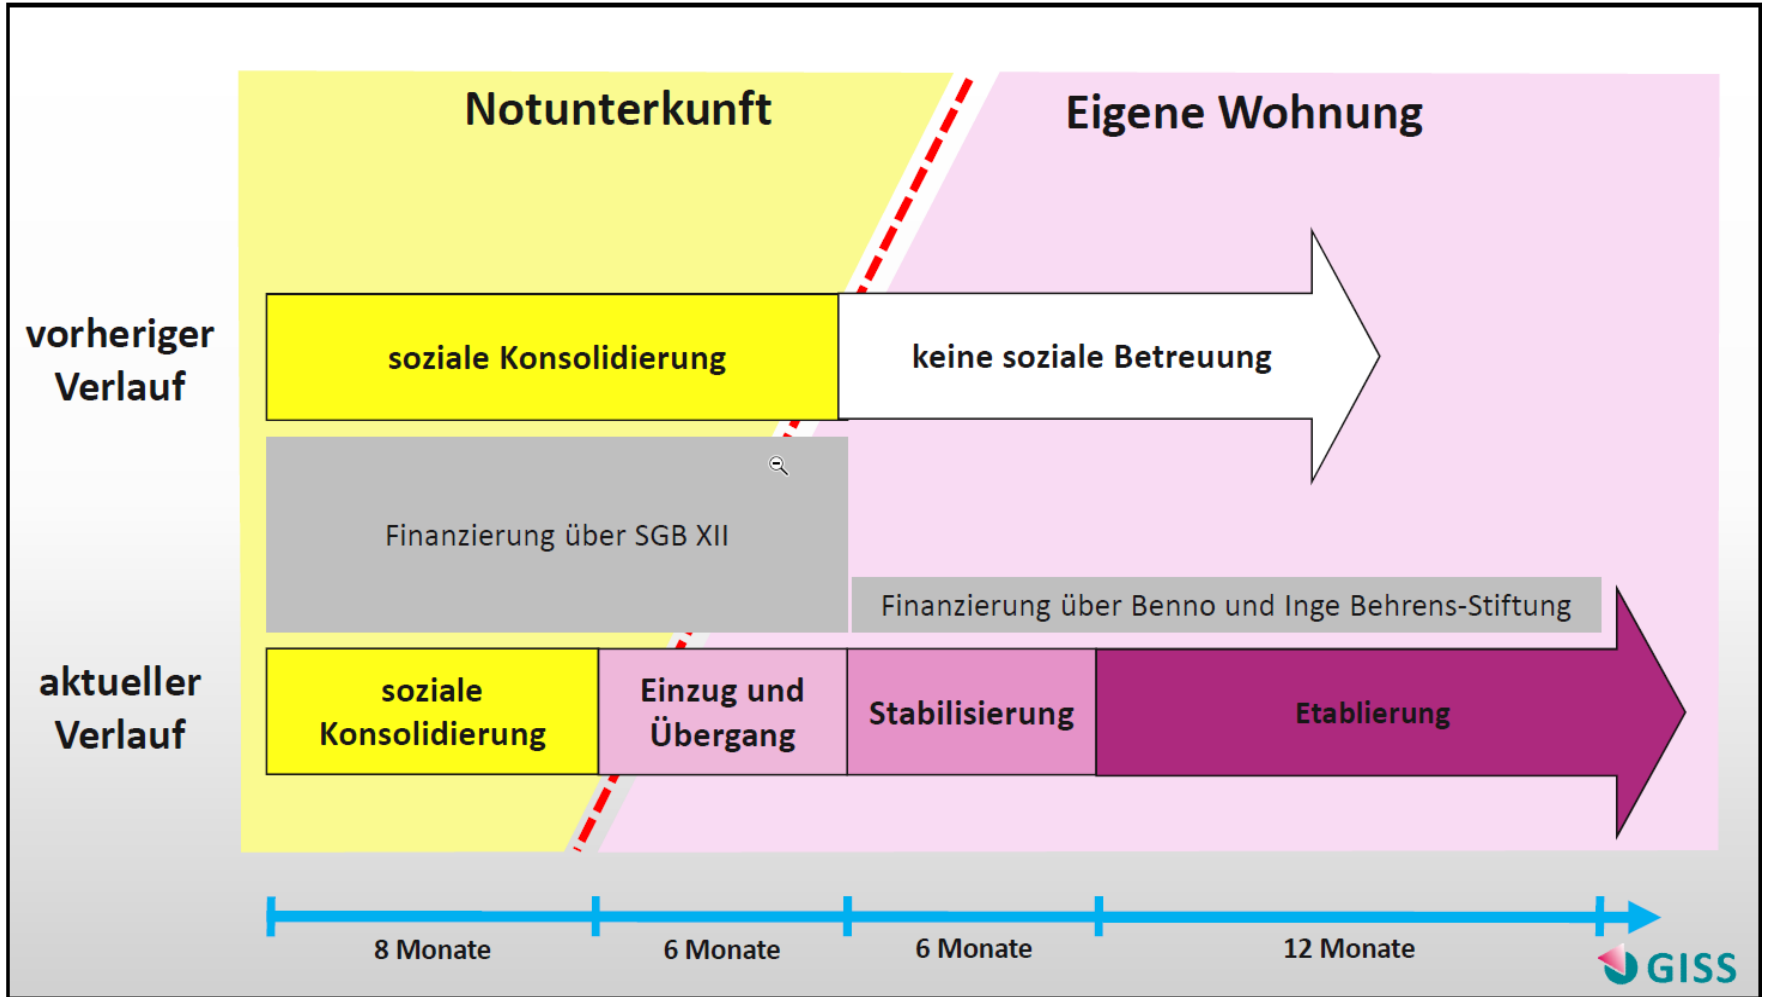 Notunterkunft
Eigene Wohnung
vorheriger
Verlauf
soziale Konsolidierung
keine soziale Betreuung
Finanzierung über SGB XII
Finanzierung über Benno und Inge Behrens-Stiftung
aktueller
Verlauf
soziale
Konsolidierung
Einzug und
Übergang
Stabilisierung
Etablierung
8 Monate
6 Monate
6 Monate
12 Monate
GISS